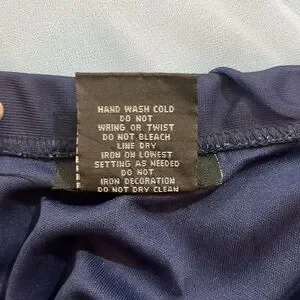 HAND WASH COLD
DO NOT
WRING OR TWIST
DO NOT BLEACH
LINE DRY
IRON ON LOWEST
SETTING AS NEEDED
DO NOT
IRON DECORATION
DO NOT DRY CLEAN